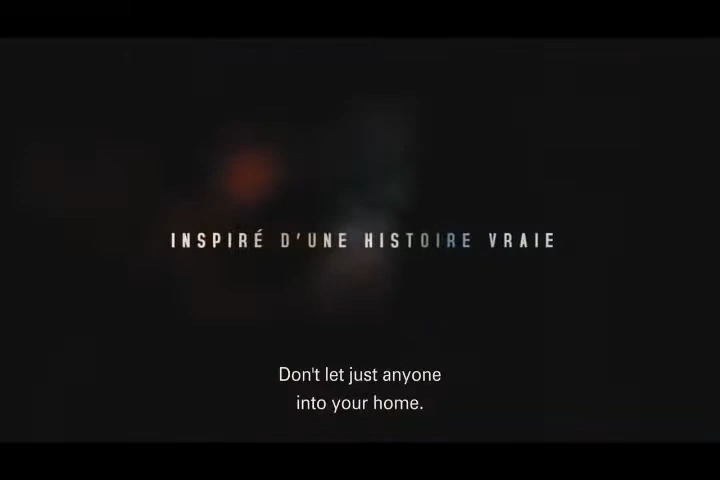 INSPIRÉ D'UNE HISTOIRE VRAIE
Don't let just anyone
into your home.